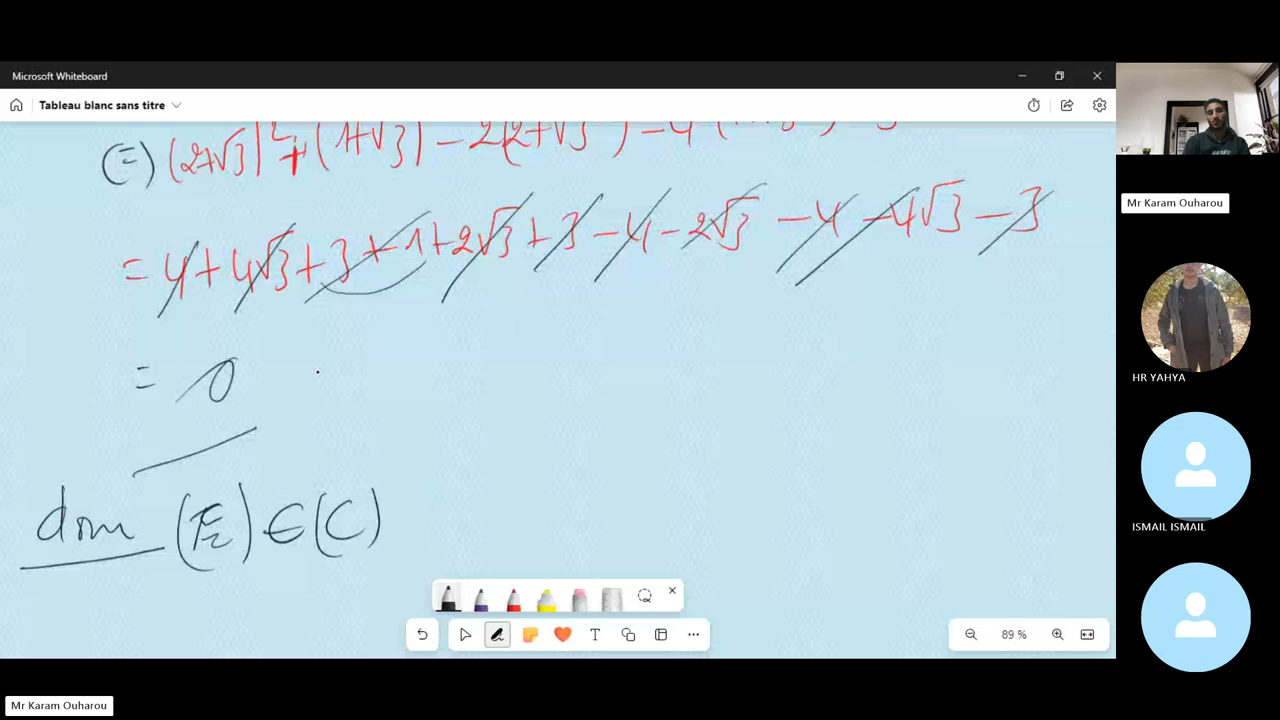 Microsoft Whiteboard
Tableau blanc sans titre
(=) (2+√3)² + (1+√3) - 2(2+√3) - 4
= 4 + 4√3 + 3 + 1 + 2√3 + 3 - 4 - 2√3 - 4 - 4√3 - 3
= 0
donc (E) ∈ (C)
89 %
Mr Karam Ouharou
HR YAHYA
ISMAIL ISMAIL
Mr Karam Ouharou